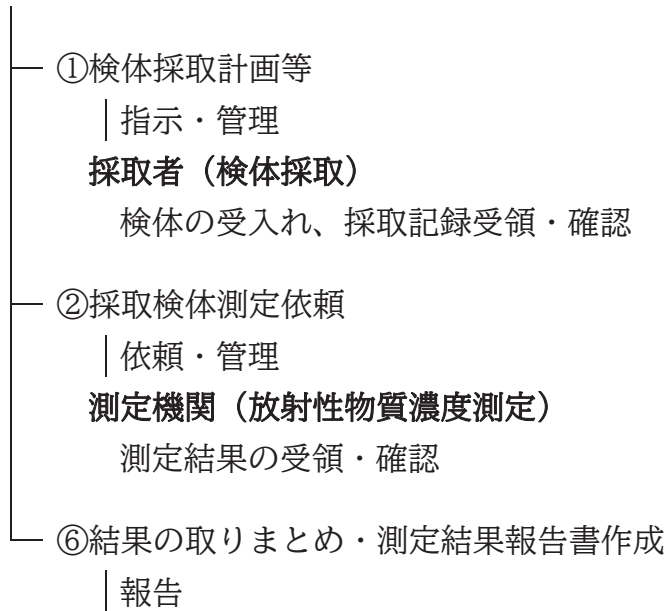 ①検体採取計画等
指示・管理
採取者（検体採取）
検体の受入れ、採取記録受領・確認
②採取検体測定依頼
依頼・管理
測定機関（放射性物質濃度測定）
測定結果の受領・確認
⑥結果の取りまとめ・測定結果報告書作成
報告